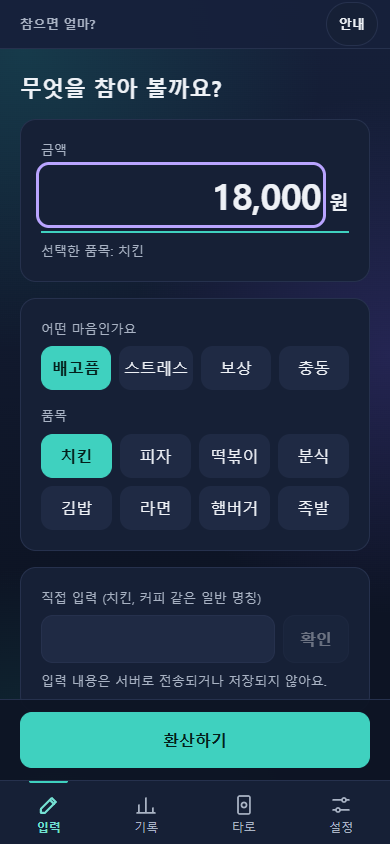 참으면 얼마?
안내
무엇을 참아 볼까요?
금액
18,000 원
선택한 품목: 치킨
어떤 마음인가요
배고픔 스트레스 보상 충동
품목
치킨 피자 떡볶이 분식
김밥 라면 햄버거 족발
직접 입력 (치킨, 커피 같은 일반 명칭)
확인
입력 내용은 서버로 전송되거나 저장되지 않아요.
환산하기
입력 기록 타로 설정